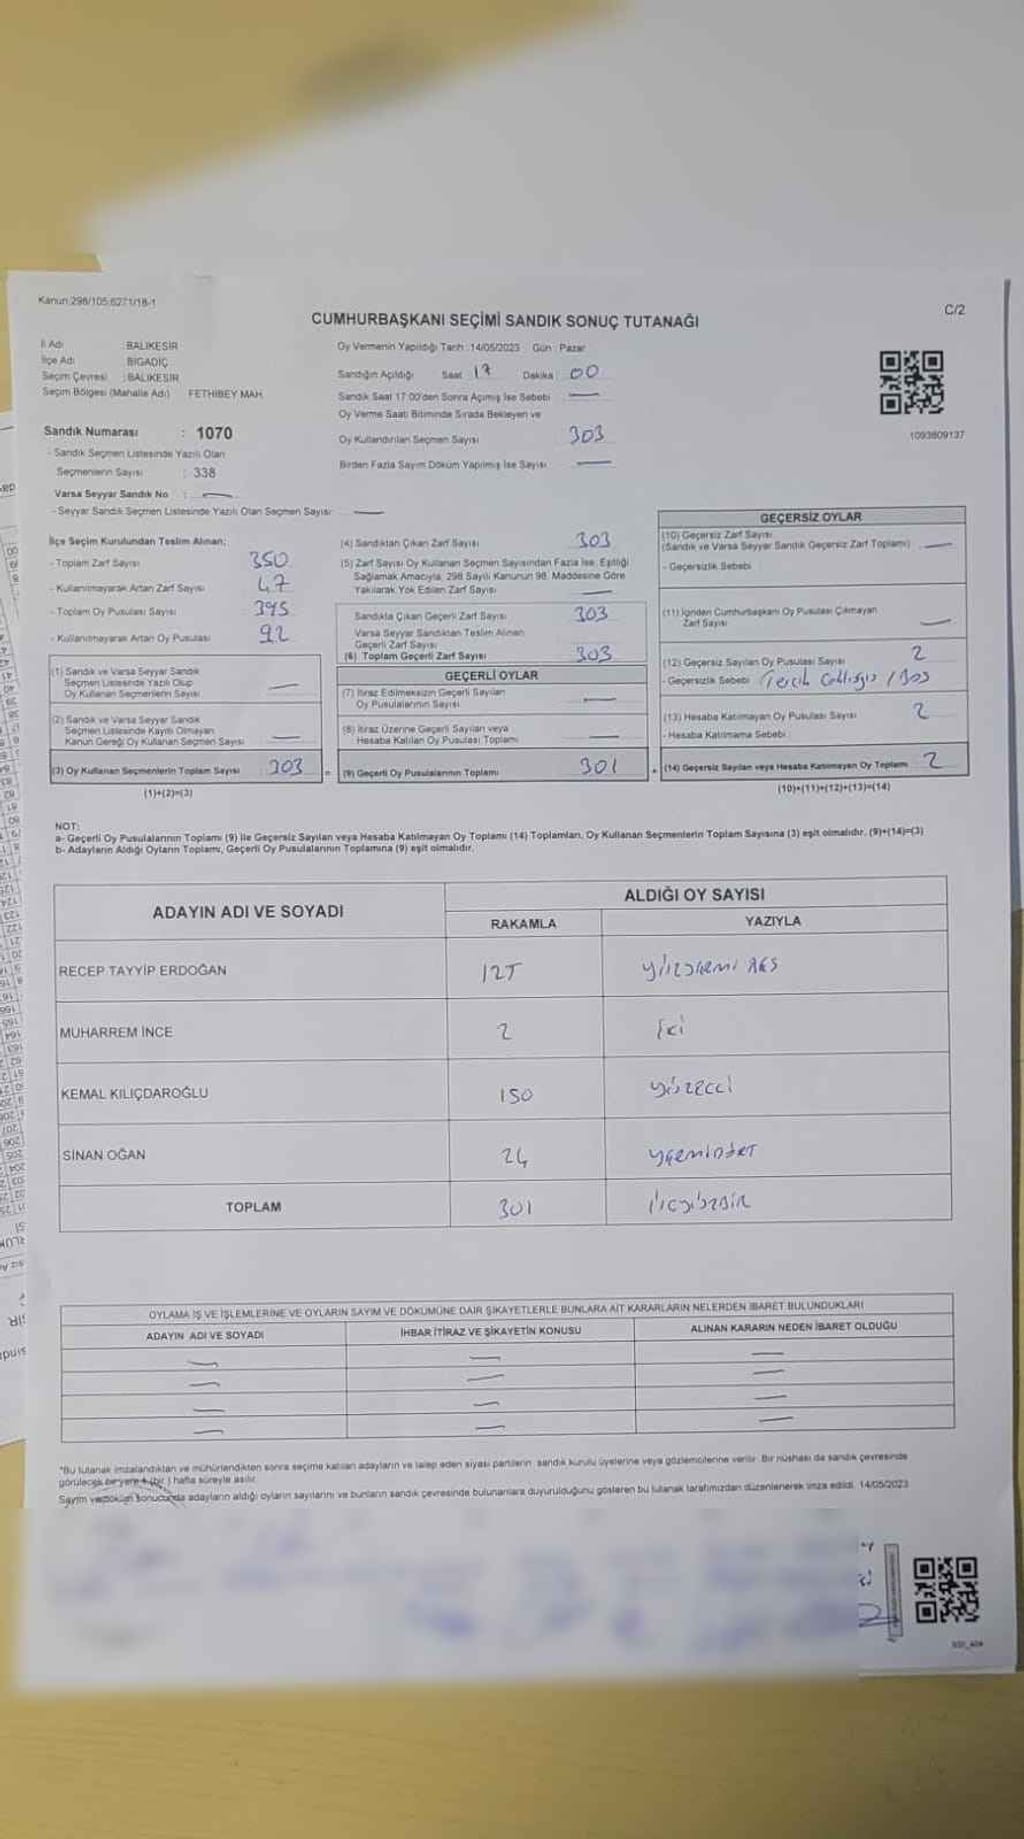 Kanun:298/105;6271/18-1
C/2
CUMHURBAŞKANI SEÇİMİ SANDIK SONUÇ TUTANAĞI
İl Adı : BALIKESİR
İlçe Adı : BİGADİÇ
Seçim Çevresi : BALIKESİR
Seçim Bölgesi (Mahalle Adı) FETHİBEY MAH.
Sandık Numarası : 1070
- Sandık Seçmen Listesinde Yazılı Olan
Seçmenlerin Sayısı : 338
Varsa Seyyar Sandık No : —
- Seyyar Sandık Seçmen Listesinde Yazılı Olan Seçmen Sayısı —
Oy Vermenin Yapıldığı Tarih :14/05/2023 Gün : Pazar
Sandığın Açıldığı Saat 17 Dakika 00
Sandık Saat 17:00'den Sonra Açımış İse Sebebi —
Oy Verme Saati Bitiminde Sırada Bekleyen ve
Oy Kullandırılan Seçmen Sayısı 303
Birden Fazla Sayım Döküm Yapılmış İse Sayısı —
1093809137
İlçe Seçim Kurulundan Teslim Alınan;
- Toplam Zarf Sayısı 350
- Kullanılmayarak Artan Zarf Sayısı 47
- Toplam Oy Pusulası Sayısı 395
- Kullanılmayarak Artan Oy Pusulası 92
(1) Sandık ve Varsa Seyyar Sandık
Seçmen Listesinde Yazılı Olup
Oy Kullanan Seçmenlerin Sayısı —
(2) Sandık ve Varsa Seyyar Sandık
Seçmen Listesinde Kayıtlı Olmayan
Kanun Gereği Oy Kullanan Seçmen Sayısı —
(3) Oy Kullanan Seçmenlerin Toplam Sayısı 303 =
(1)+(2)=(3)
(4) Sandıktan Çıkan Zarf Sayısı 303
(5) Zarf Sayısı Oy Kullanan Seçmen Sayısından Fazla İse, Eşitliği
Sağlamak Amacıyla, 298 Sayılı Kanunun 98. Maddesine Göre
Yakılarak Yok Edilen Zarf Sayısı —
Sandıkta Çıkan Geçerli Zarf Sayısı 303
Varsa Seyyar Sandıktan Teslim Alınan
Geçerli Zarf Sayısı
(6) Toplam Geçerli Zarf Sayısı 303
GEÇERLİ OYLAR
(7) İtiraz Edilmeksizin Geçerli Sayılan
Oy Pusulalarının Sayısı —
(8) İtiraz Üzerine Geçerli Sayılan veya
Hesaba Katılan Oy Pusulası Toplamı —
(9) Geçerli Oy Pusulalarının Toplamı 301 +
GEÇERSİZ OYLAR
(10) Geçersiz Zarf Sayısı
(Sandık ve Varsa Seyyar Sandık Geçersiz Zarf Toplamı) —
- Geçersizlik Sebebi
(11) İçinden Cumhurbaşkanı Oy Pusulası Çıkmayan
Zarf Sayısı —
(12) Geçersiz Sayılan Oy Pusulası Sayısı 2
- Geçersizlik Sebebi Tercih
(13) Hesaba Katılmayan Oy Pusulası Sayısı 2
- Hesaba Katılmama Sebebi
(14) Geçersiz Sayılan veya Hesaba Katılmayan Oy Toplamı 2
(10)+(11)+(12)+(13)=(14)
NOT:
a- Geçerli Oy Pusulalarının Toplamı (9) ile Geçersiz Sayılan veya Hesaba Katılmayan Oy Toplamı (14) Toplamları, Oy Kullanan Seçmenlerin Toplam Sayısına (3) eşit olmalıdır. (9)+(14)=(3)
b- Adayların Aldığı Oyların Toplamı, Geçerli Oy Pusulalarının Toplamına (9) eşit olmalıdır.
ADAYIN ADI VE SOYADI
ALDIĞI OY SAYISI
RAKAMLA YAZIYLA
RECEP TAYYİP ERDOĞAN 125
MUHARREM İNCE 2 İki
KEMAL KILIÇDAROĞLU 150 yüzelli
SİNAN OĞAN 24 yirmidört
TOPLAM 301 üçyüzbir
OYLAMA İŞ VE İŞLEMLERİNE VE OYLARIN SAYIM VE DÖKÜMÜNE DAİR ŞİKAYETLERLE BUNLARA AİT KARARLARIN NELERDEN İBARET BULUNDUKLARI
ADAYIN ADI VE SOYADI İHBAR İTİRAZ VE ŞİKAYETİN KONUSU ALINAN KARARIN NEDEN İBARET OLDUĞU
— — —
— — —
— — —
— — —
*Bu tutanak imzalandıktan ve mühürlendikten sonra seçime katılan adayların ve talep eden siyasi partilerin sandık kurulu üyelerine veya gözlemcilerine verilir. Bir nüshası da sandık çevresinde
görülecek bir yere 1 (bir ) hafta süreyle asılır.
Sayım ve döküm sonucunda adayların aldığı oyların sayılarını ve bunların sandık çevresinde bulunanlara duyurulduğunu gösteren bu tutanak tarafımızdan düzenlenerek imza edildi. 14/05/2023